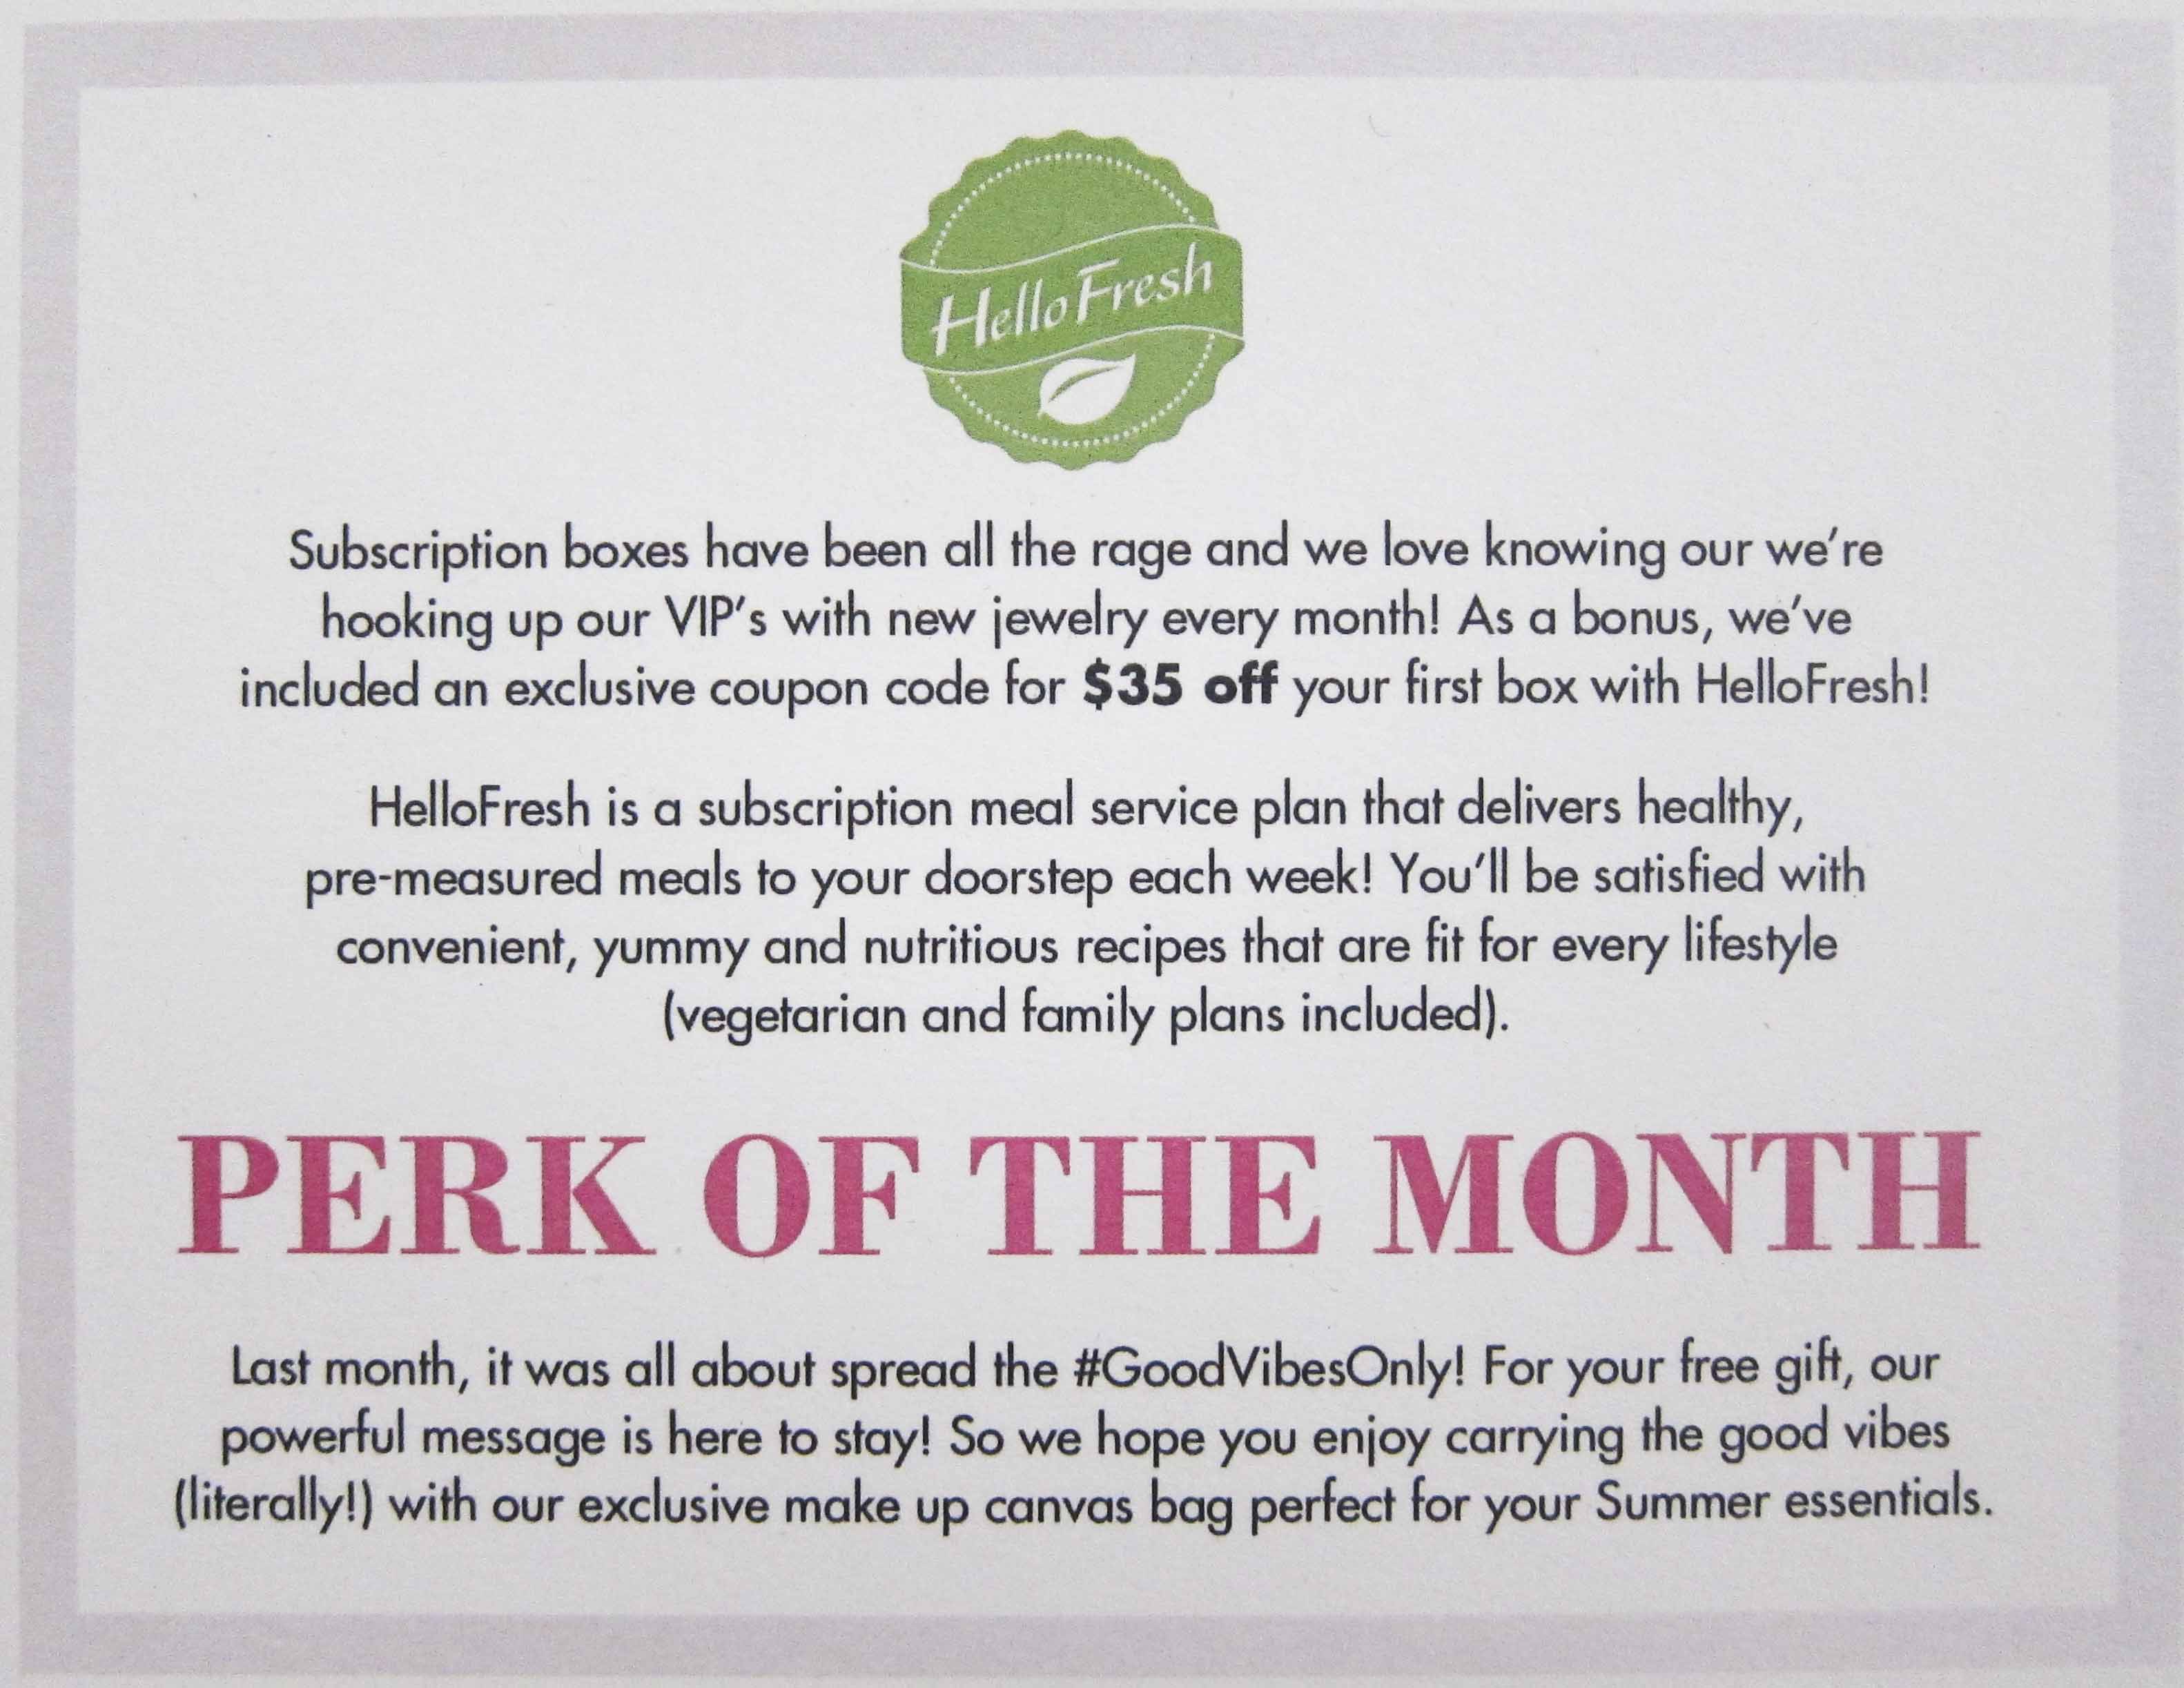 HelloFresh
Subscription boxes have been all the rage and we love knowing our we're
hooking up our VIP's with new jewelry every month! As a bonus, we've
included an exclusive coupon code for $35 off your first box with HelloFresh!
HelloFresh is a subscription meal service plan that delivers healthy,
pre-measured meals to your doorstep each week! You'll be satisfied with
convenient, yummy and nutritious recipes that are fit for every lifestyle
(vegetarian and family plans included).
PERK OF THE MONTH
Last month, it was all about spread the #GoodVibesOnly! For your free gift, our
powerful message is here to stay! So we hope you enjoy carrying the good vibes
(literally!) with our exclusive make up canvas bag perfect for your Summer essentials.